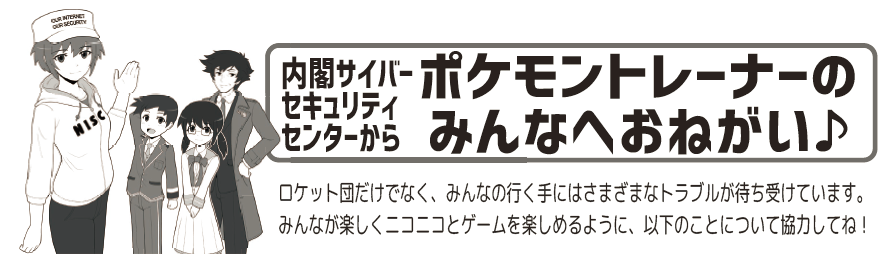 OUR INTERNET
OUR SECURITY
NISC
内閣サイバー
セキュリティ
センターから
ポケモントレーナーの
みんなへおねがい♪
ロケット団だけでなく、みんなの行く手にはさまざまなトラブルが待ち受けています。
みんなが楽しくニコニコとゲームを楽しめるように、以下のことについて協力してね！